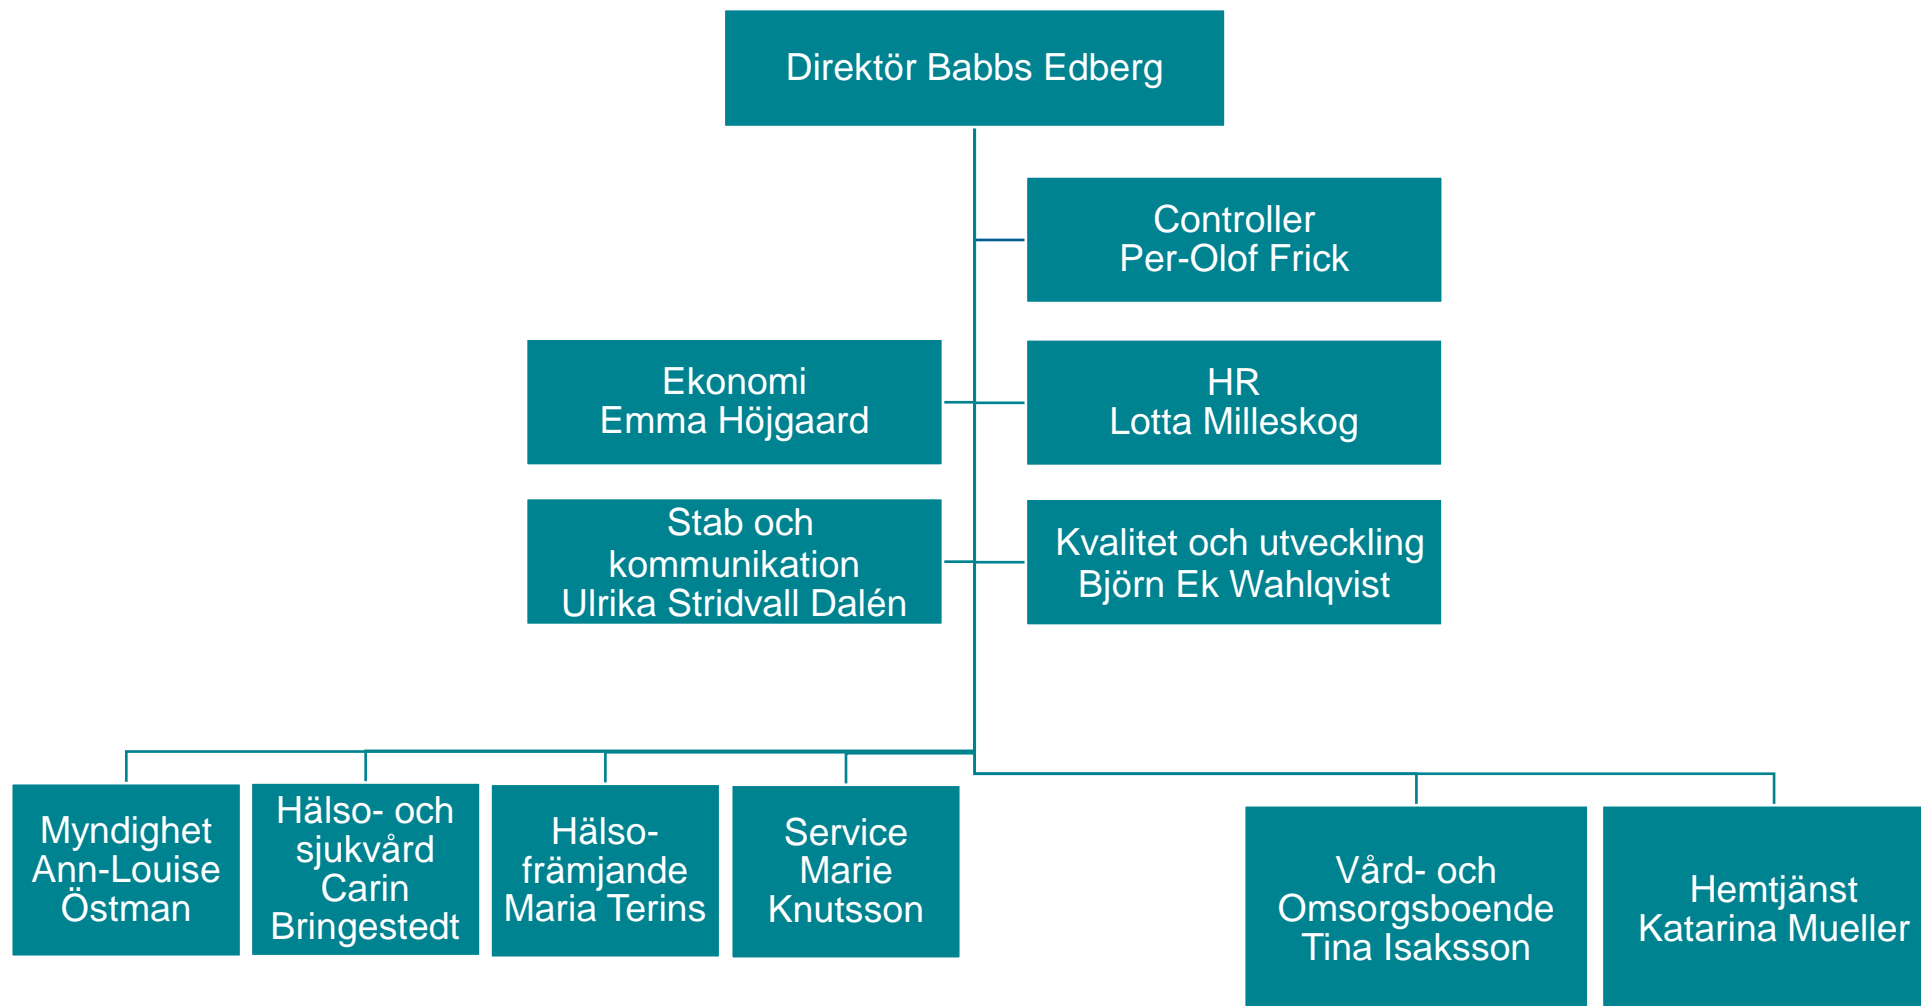 Direktör Babbs Edberg
Controller
Per-Olof Frick
Ekonomi
Emma Höjgaard
HR
Lotta Milleskog
Stab och
kommunikation
Ulrika Stridvall Dalén
Kvalitet och utveckling
Björn Ek Wahlqvist
Myndighet
Ann-Louise
Östman
Hälso- och
sjukvård
Carin
Bringestedt
Hälso-
främjande
Maria Terins
Service
Marie
Knutsson
Vård- och
Omsorgsboende
Tina Isaksson
Hemtjänst
Katarina Mueller